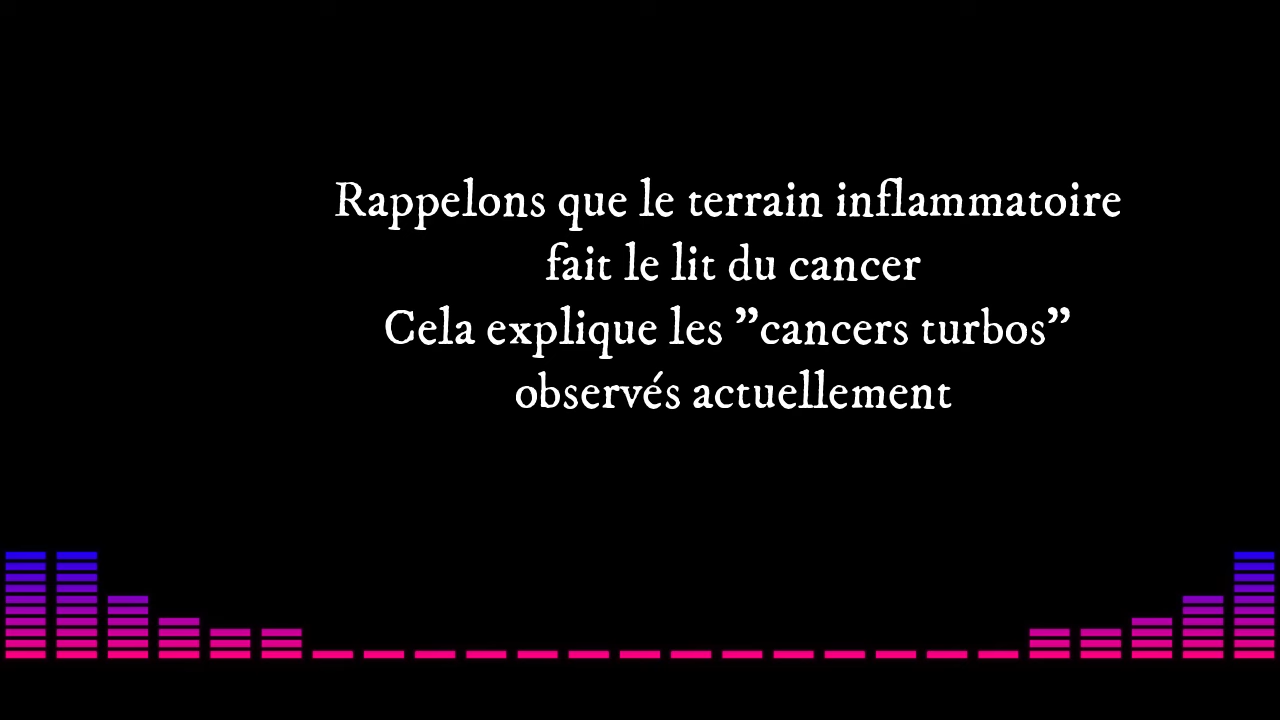 Rappelons que le terrain inflammatoire
fait le lit du cancer
Cela explique les ”cancers turbos”
observés actuellement